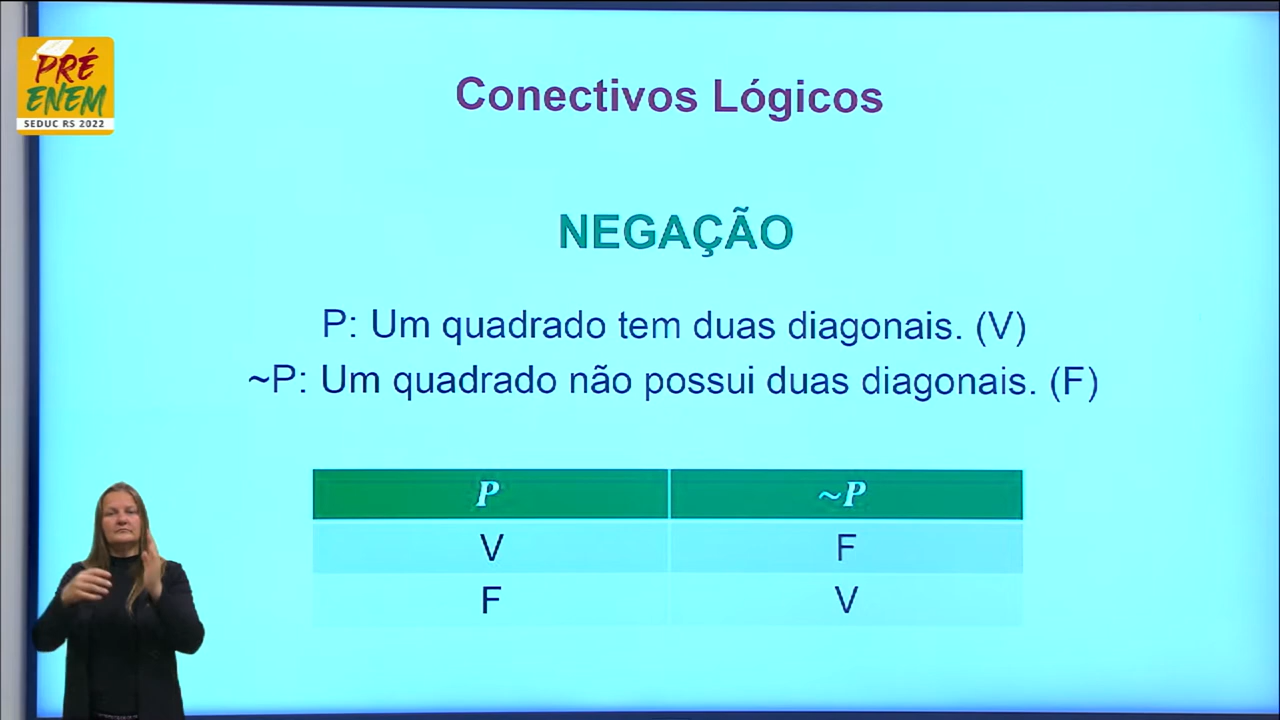 PRÉ
ENEM
SEDUC RS 2022
Conectivos Lógicos
NEGAÇÃO
P: Um quadrado tem duas diagonais. (V)
~P: Um quadrado não possui duas diagonais. (F)
P ~P
V F
F V